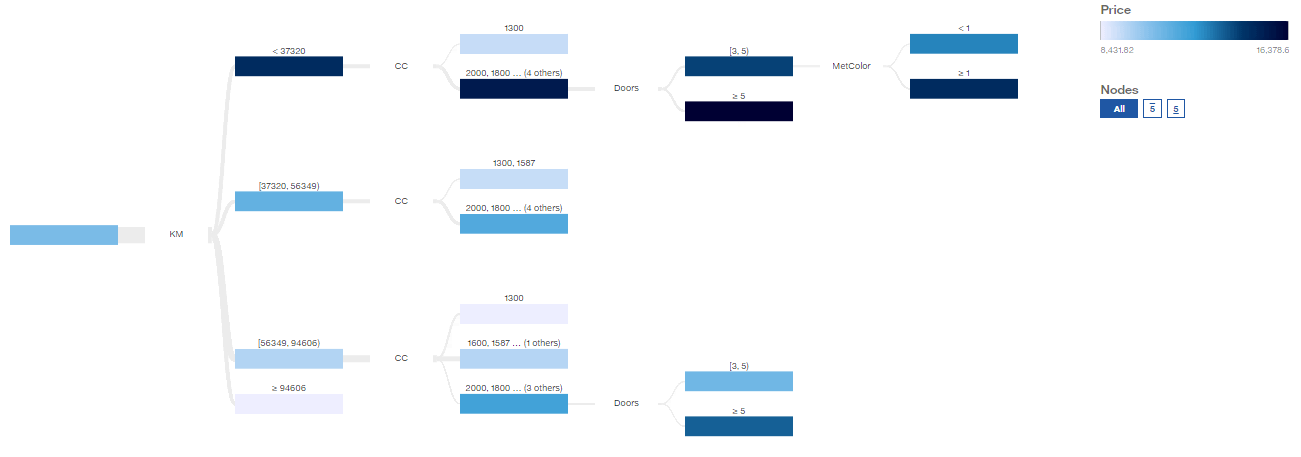 Price
8,431.82 16,378.6
Nodes
All 5 5
KM
< 37320
[37320, 56349)
[56349, 94606)
≥ 94606
CC
1300
2000, 1800 ... (4 others)
CC
1300, 1587
2000, 1800 ... (4 others)
CC
1300
1600, 1587 ... (1 others)
2000, 1800 ... (3 others)
Doors
[3, 5)
≥ 5
Doors
[3, 5)
≥ 5
MetColor
< 1
≥ 1